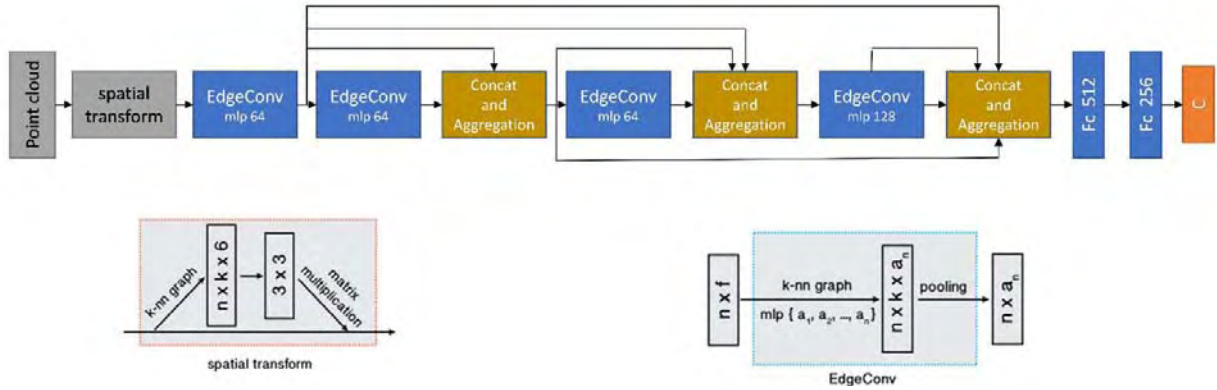 Point cloud
spatial
transform
EdgeConv
mlp 64
EdgeConv
mlp 64
Concat
and
Aggregation
EdgeConv
mlp 64
Concat
and
Aggregation
EdgeConv
mlp 128
Concat
and
Aggregation
Fc 512
Fc 256
C
k-nn graph
n x k x 6
3 x 3
matrix
multiplication
spatial transform
n x f
k-nn graph
mlp { a₁, a₂, ..., aₙ}
n x k x aₙ
pooling
n x aₙ
EdgeConv